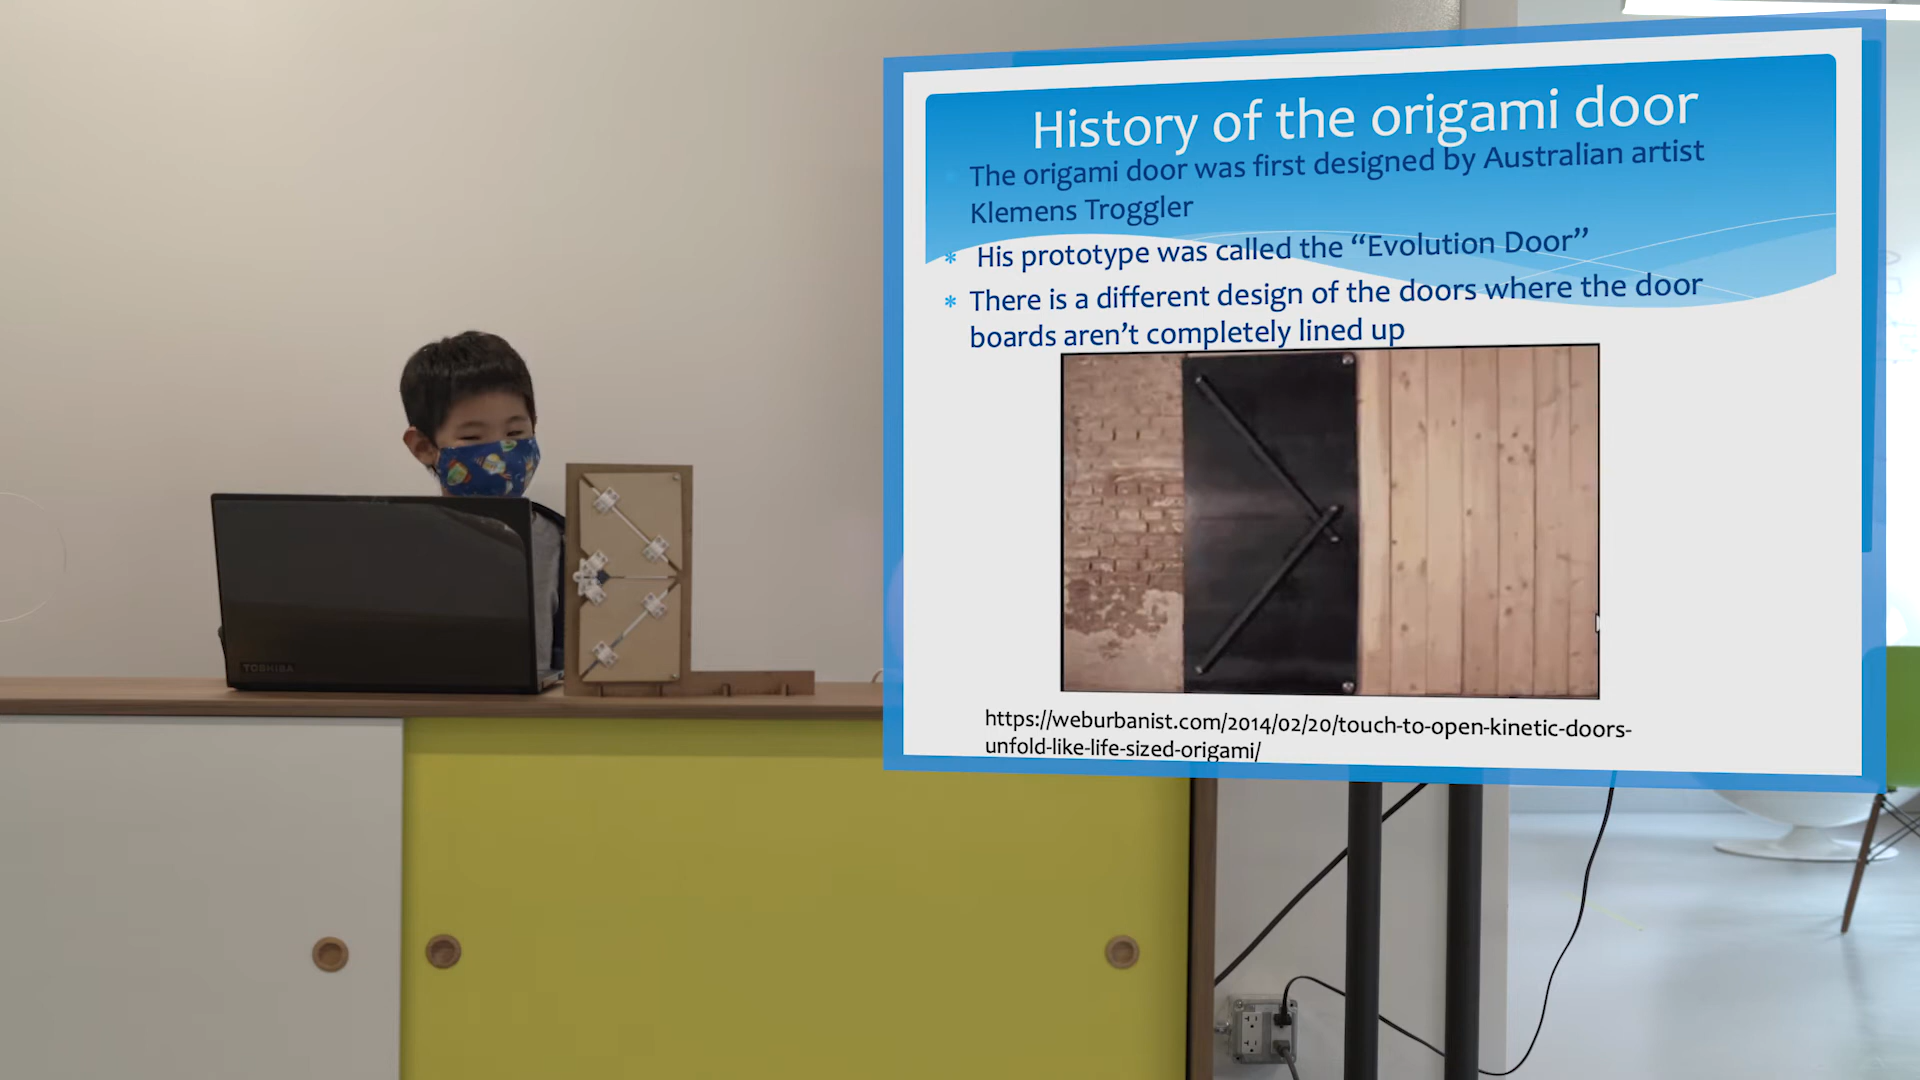 History of the origami door
The origami door was first designed by Australian artist
Klemens Troggler
* His prototype was called the “Evolution Door”
* There is a different design of the doors where the door
boards aren’t completely lined up
https://weburbanist.com/2014/02/20/touch-to-open-kinetic-doors-
unfold-like-life-sized-origami/
TOSHIBA